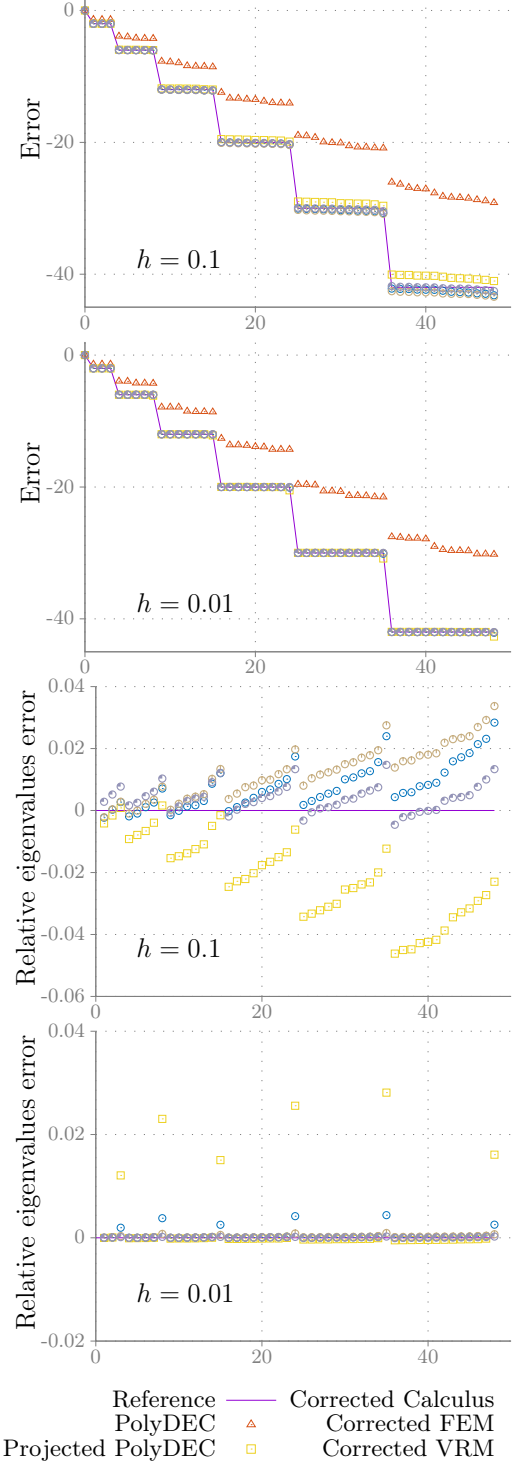 0
-20
-40
0
20
40
Error
h = 0.1
0
-20
-40
0
20
40
Error
h = 0.01
0.04
0.02
0
-0.02
-0.04
-0.06
0
20
40
Relative eigenvalues error
h = 0.1
0.04
0.02
0
-0.02
0
20
40
Relative eigenvalues error
h = 0.01
Reference Corrected Calculus
PolyDEC Corrected FEM
Projected PolyDEC Corrected VRM